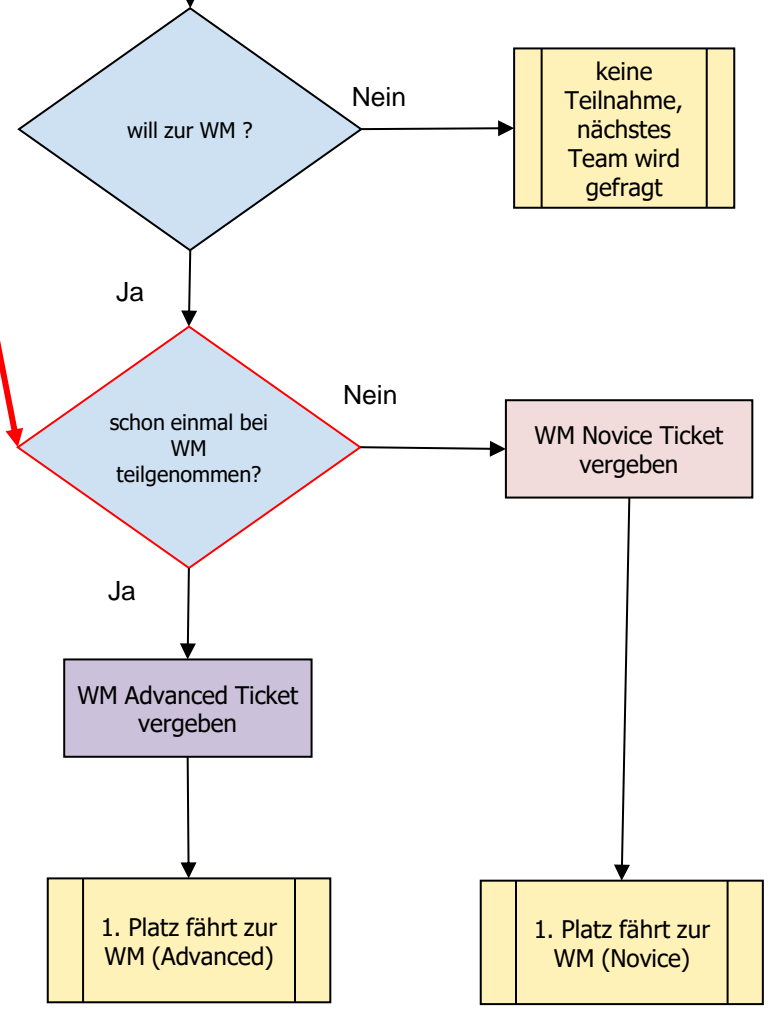 will zur WM ?
Nein
keine
Teilnahme,
nächstes
Team wird
gefragt
Ja
schon einmal bei
WM
teilgenommen?
Nein
WM Novice Ticket
vergeben
Ja
WM Advanced Ticket
vergeben
1. Platz fährt zur
WM (Advanced)
1. Platz fährt zur
WM (Novice)